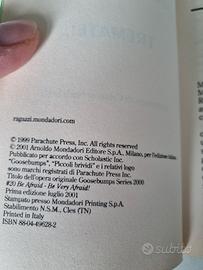 TREMATE!
ragazzi.mondadori.com
© 1999 Parachute Press, Inc. All rights reserved
© 2001 Arnoldo Mondadori Editore S.p.A., Milano, per l'edizione italiana
Pubblicato per accordo con Scholastic Inc.
"Goosebumps", "Piccoli brividi" e i relativi logo
sono marchi registrati di Parachute Press, Inc.
Titolo dell'opera originale Goosebumps Series 2000
#20 Be Afraid - Be Very Afraid!
Prima edizione luglio 2001
Stampato presso Mondadori Printing S.p.A.
Stabilimento N.S.M., Cles (TN)
Printed in Italy
ISBN 88-04-49628-2
subito